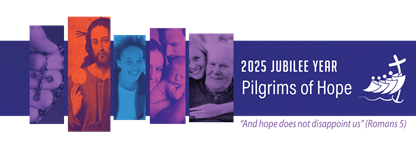 2025 JUBILEE YEAR
Pilgrims of Hope
"And hope does not disappoint us" (Romans 5)